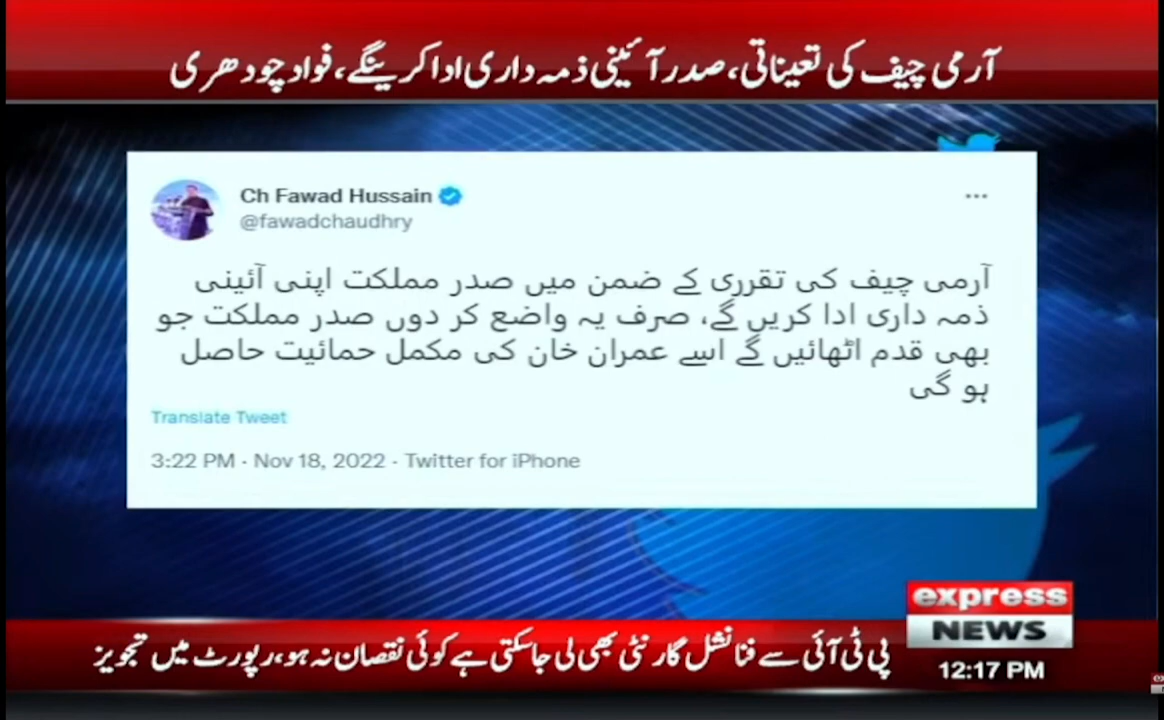 آرمی چیف کی تعیناتی، صدر آئینی ذمہ داری ادا کرینگے، فواد چودھری
Ch Fawad Hussain
@fawadchaudhry
آرمی چیف کی تقرری کے ضمن میں صدر مملکت اپنی آئینی
ذمہ داری ادا کریں گے، صرف یہ واضع کر دوں صدر مملکت جو
بھی قدم اٹھائیں گے اسے عمران خان کی مکمل حمائیت حاصل
ہو گی
Translate Tweet
3:22 PM · Nov 18, 2022 · Twitter for iPhone
express
NEWS
پی ٹی آئی سے فنانشل گارنٹی بھی لی جاسکتی ہے کوئی نقصان نہ ہو، رپورٹ میں تجویز
12:17 PM